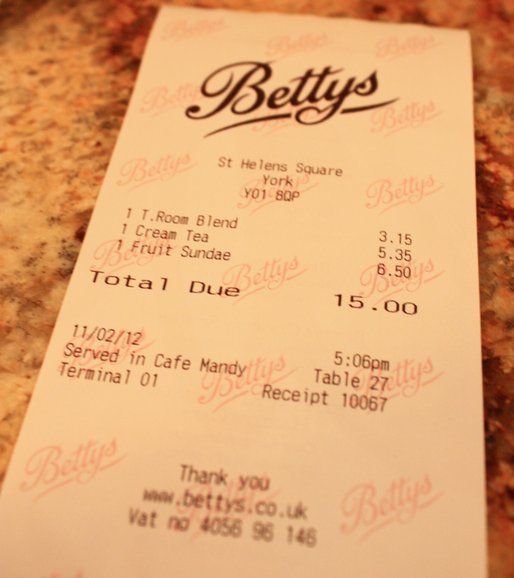 Bettys
St Helens Square
York
YO1 8QP
1 T.Room Blend 3.15
1 Cream Tea 5.35
1 Fruit Sundae 6.50
Total Due 15.00
11/02/12 5:06pm
Served in Cafe Mandy Table 27
Terminal 01 Receipt 10067
Thank you
www.bettys.co.uk
Vat no 4056 96 146